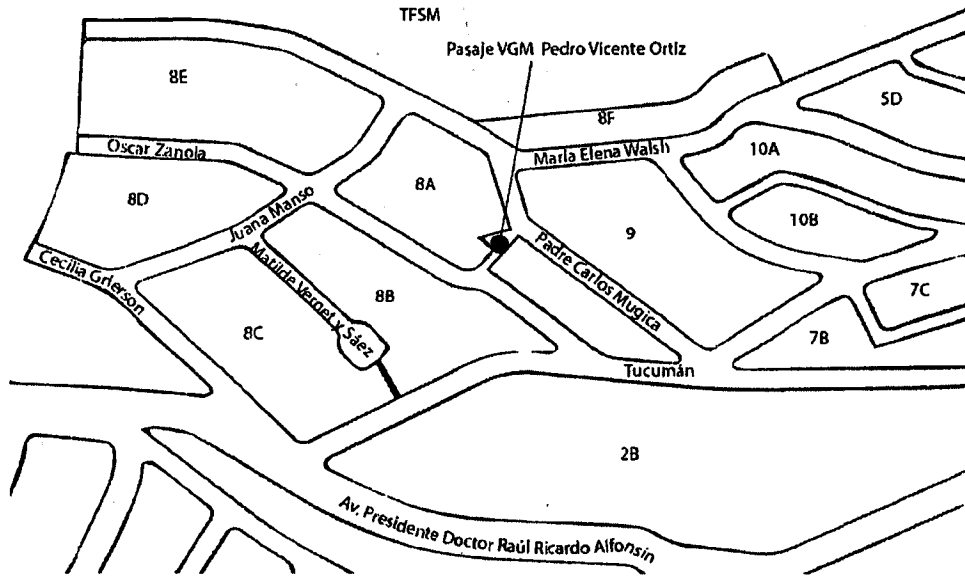 TFSM
Pasaje VGM Pedro Vicente Ortiz
8E
5D
8F
Oscar Zanola
María Elena Walsh
10A
8A
8D
Juana Manso
10B
9
Padre Carlos Mugica
Cecilia Grierson
Matilde Vernet y Sáez
7C
8B
8C
7B
Tucumán
2B
Av. Presidente Doctor Raúl Ricardo Alfonsín